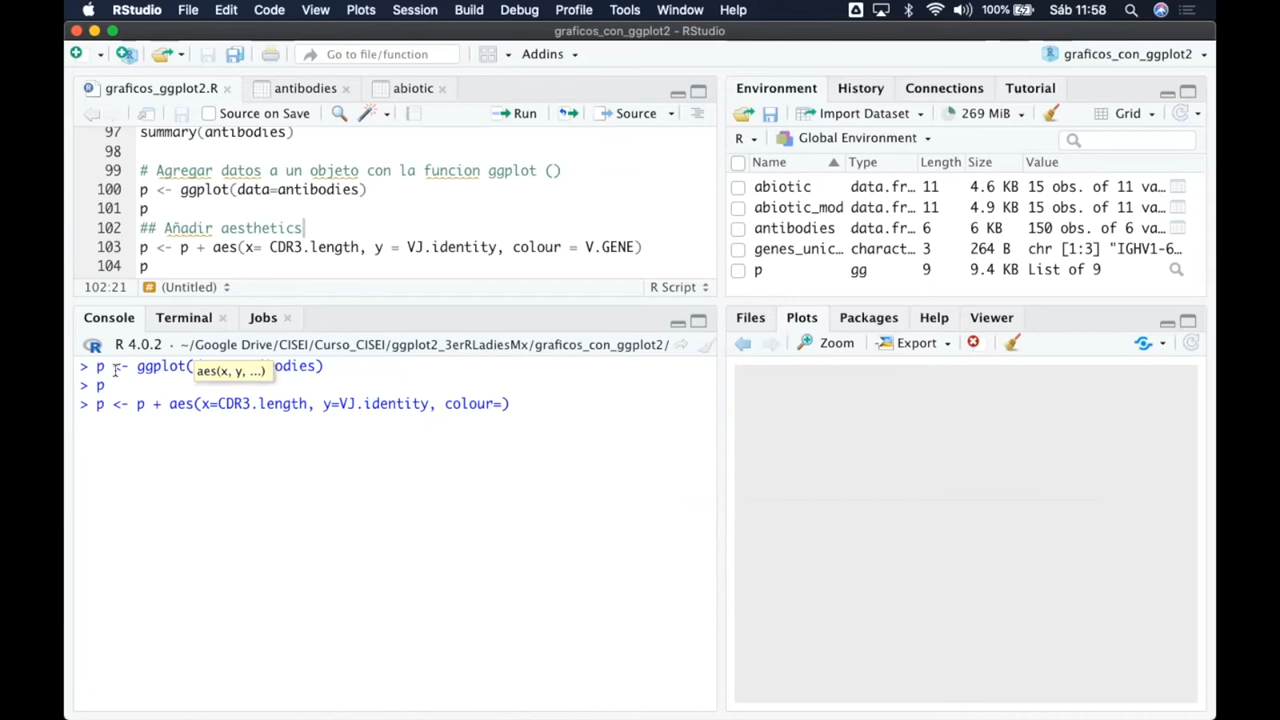 RStudio File Edit Code View Plots Session Build Debug Profile Tools Window Help 100% Sáb 11:58
graficos_con_ggplot2 - RStudio
Go to file/function Addins graficos_con_ggplot2
graficos_ggplot2.R antibodies abiotic
Source on Save Run Source
97 summary(antibodies)
98
99 # Agregar datos a un objeto con la funcion ggplot ()
100 p <- ggplot(data=antibodies)
101 p
102 ## Añadir aesthetics
103 p <- p + aes(x= CDR3.length, y = VJ.identity, colour = V.GENE)
104 p
102:21 # (Untitled) R Script
Environment History Connections Tutorial
Import Dataset 269 MiB Grid
R Global Environment
Name Type Length Size Value
abiotic data.fr… 11 4.6 KB 15 obs. of 11 va…
abiotic_mod data.fr… 11 4.9 KB 15 obs. of 11 va…
antibodies data.fr… 6 6 KB 150 obs. of 6 va…
genes_unic… charact… 3 264 B chr [1:3] "IGHV1-6…
p gg 9 9.4 KB List of 9
Console Terminal Jobs
R 4.0.2 · ~/Google Drive/CISEI/Curso_CISEI/ggplot2_3erRLadiesMx/graficos_con_ggplot2/
> p <- ggplot( odies)
aes(x, y, ...)
> p
> p <- p + aes(x=CDR3.length, y=VJ.identity, colour=)
Files Plots Packages Help Viewer
Zoom Export